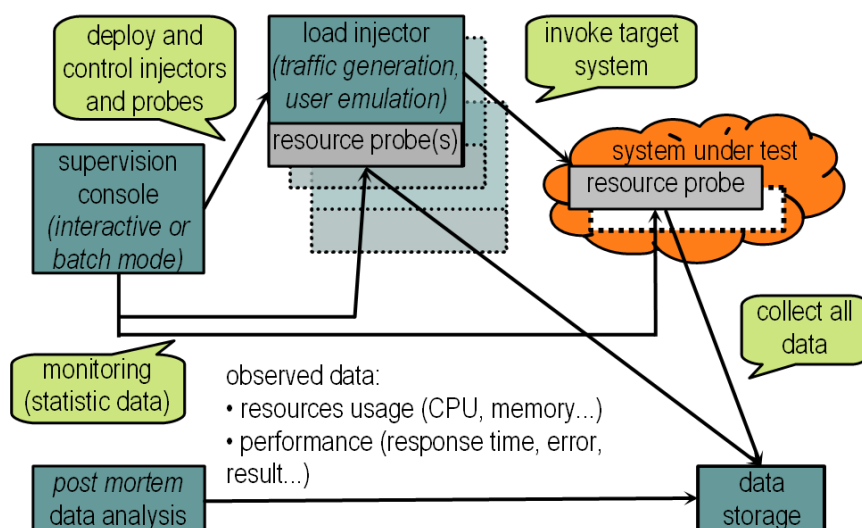 deploy and
control injectors
and probes
load injector
(traffic generation,
user emulation)
resource probe(s)
invoke target
system
supervision
console
(interactive or
batch mode)
system under test
resource probe
collect all
data
monitoring
(statistic data)
observed data:
• resources usage (CPU, memory...)
• performance (response time, error,
result...)
post mortem
data analysis
data
storage